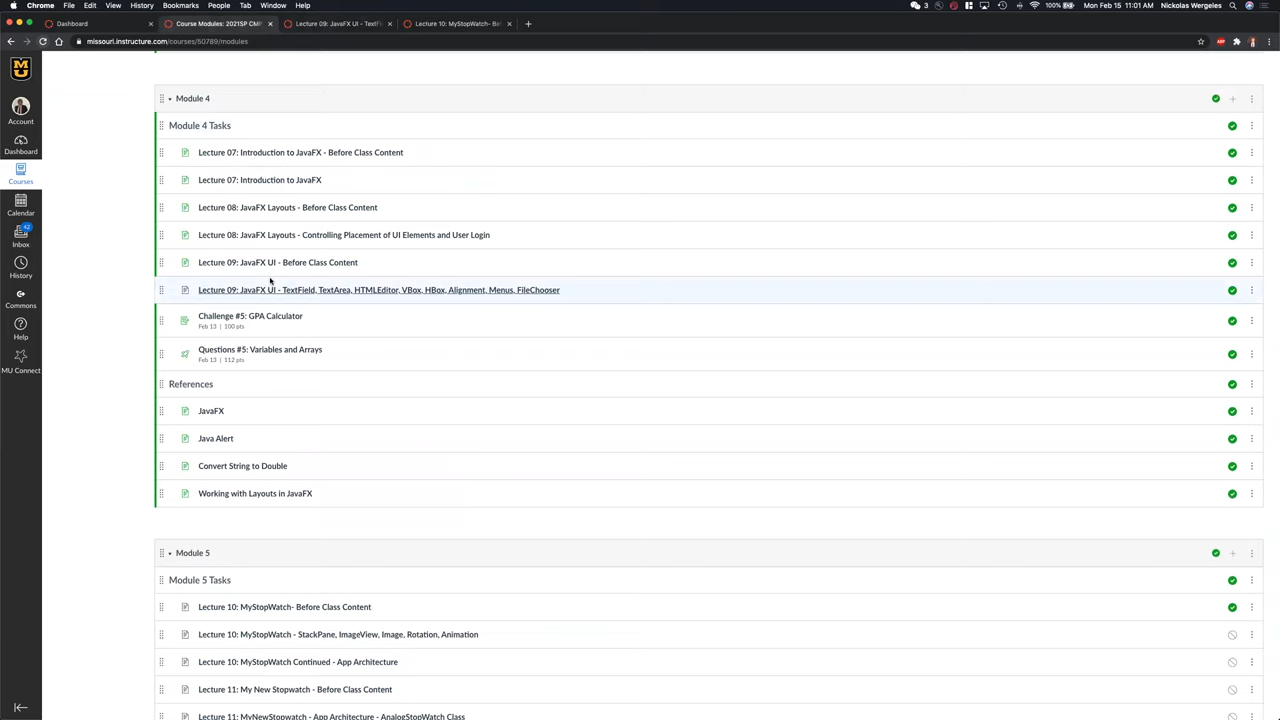 Chrome File Edit View History Bookmarks People Tab Window Help 3 100% Mon Feb 15 11:01 AM Nickolas Wergeles
Dashboard Course Modules: 2021SP CMP Lecture 09: JavaFX UI - TextFi Lecture 10: MyStopWatch- Bef
missouri.instructure.com/courses/50789/modules
Account
Dashboard
Courses
Calendar
42
Inbox
History
Commons
Help
MU Connect
Module 4
Module 4 Tasks
Lecture 07: Introduction to JavaFX - Before Class Content
Lecture 07: Introduction to JavaFX
Lecture 08: JavaFX Layouts - Before Class Content
Lecture 08: JavaFX Layouts - Controlling Placement of UI Elements and User Login
Lecture 09: JavaFX UI - Before Class Content
Lecture 09: JavaFX UI - TextField, TextArea, HTMLEditor, VBox, HBox, Alignment, Menus, FileChooser
Challenge #5: GPA Calculator
Feb 13 | 100 pts
Questions #5: Variables and Arrays
Feb 13 | 112 pts
References
JavaFX
Java Alert
Convert String to Double
Working with Layouts in JavaFX
Module 5
Module 5 Tasks
Lecture 10: MyStopWatch- Before Class Content
Lecture 10: MyStopWatch - StackPane, ImageView, Image, Rotation, Animation
Lecture 10: MyStopWatch Continued - App Architecture
Lecture 11: My New Stopwatch - Before Class Content
Lecture 11: MyNewStopwatch - App Architecture - AnalogStopWatch Class